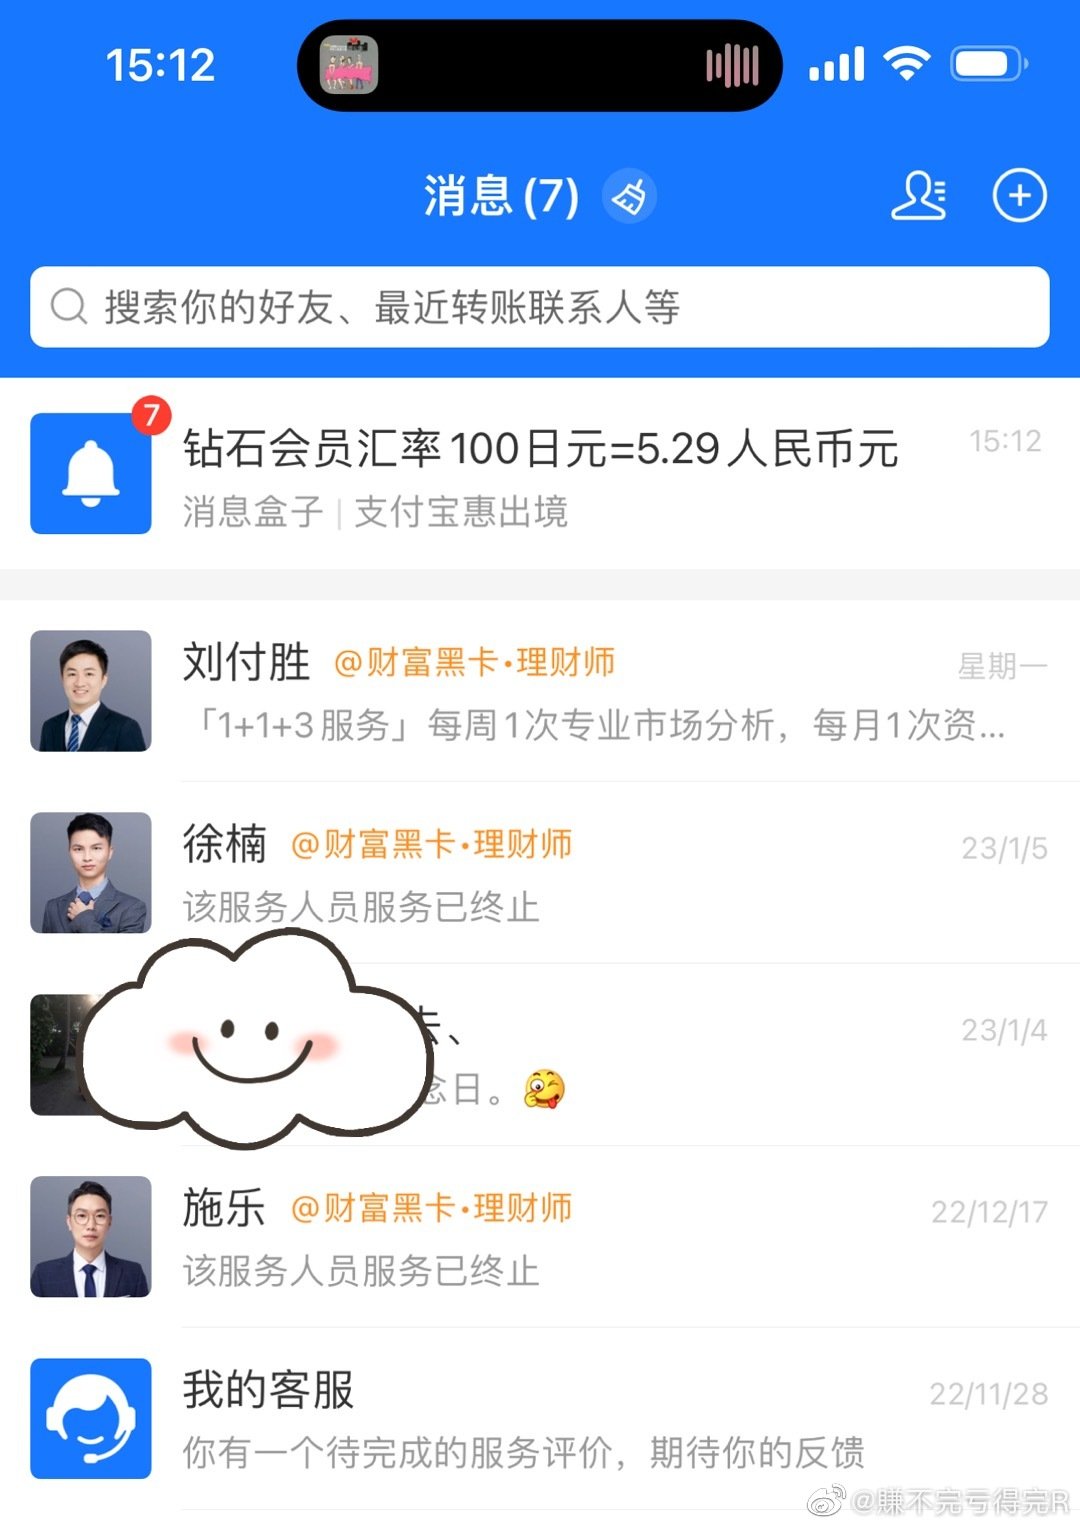 15:12
消息(7)
搜索你的好友、最近转账联系人等
7
钻石会员汇率100日元=5.29人民币元
15:12
消息盒子 | 支付宝惠出境
刘付胜 @财富黑卡·理财师
星期一
「1+1+3服务」每周1次专业市场分析，每月1次资...
徐楠 @财富黑卡·理财师
23/1/5
该服务人员服务已终止
、
23/1/4
念日。
施乐 @财富黑卡·理财师
22/12/17
该服务人员服务已终止
我的客服
22/11/28
你有一个待完成的服务评价，期待你的反馈
@赚不完亏得完R